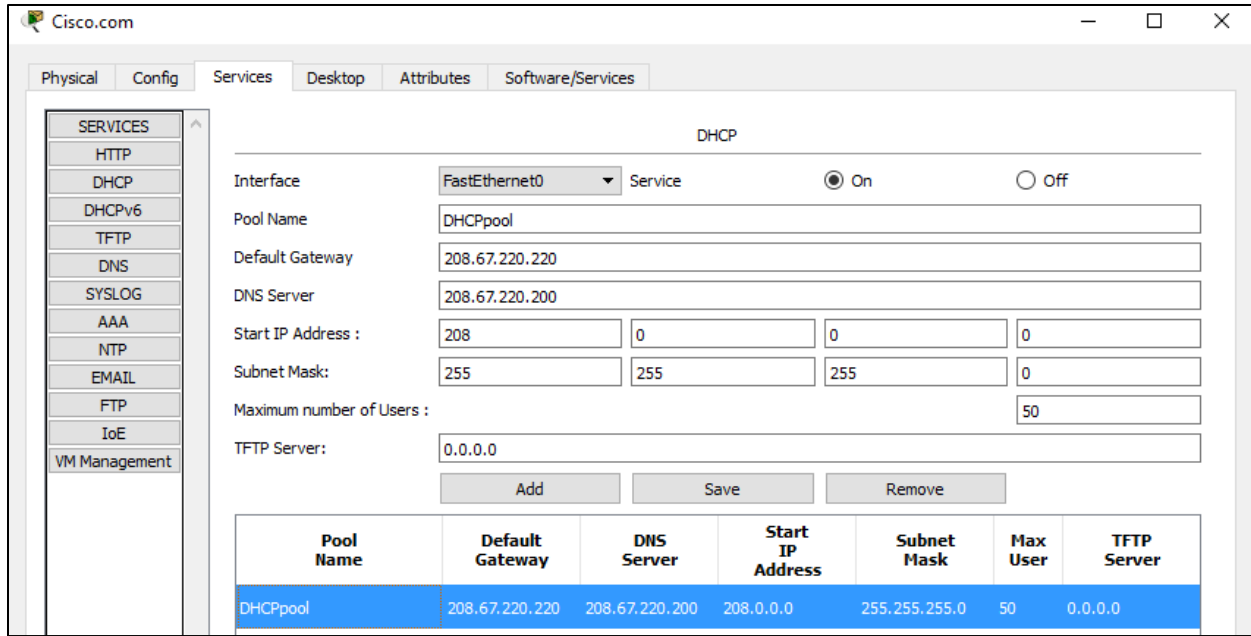 Cisco.com
Physical Config Services Desktop Attributes Software/Services
SERVICES
HTTP
DHCP
DHCPv6
TFTP
DNS
SYSLOG
AAA
NTP
EMAIL
FTP
IoE
VM Management
DHCP
Interface FastEthernet0 Service On Off
Pool Name DHCPpool
Default Gateway 208.67.220.220
DNS Server 208.67.220.200
Start IP Address : 208 0 0 0
Subnet Mask: 255 255 255 0
Maximum number of Users : 50
TFTP Server: 0.0.0.0
Add Save Remove
Pool Name Default Gateway DNS Server Start IP Address Subnet Mask Max User TFTP Server
DHCPpool 208.67.220.220 208.67.220.200 208.0.0.0 255.255.255.0 50 0.0.0.0